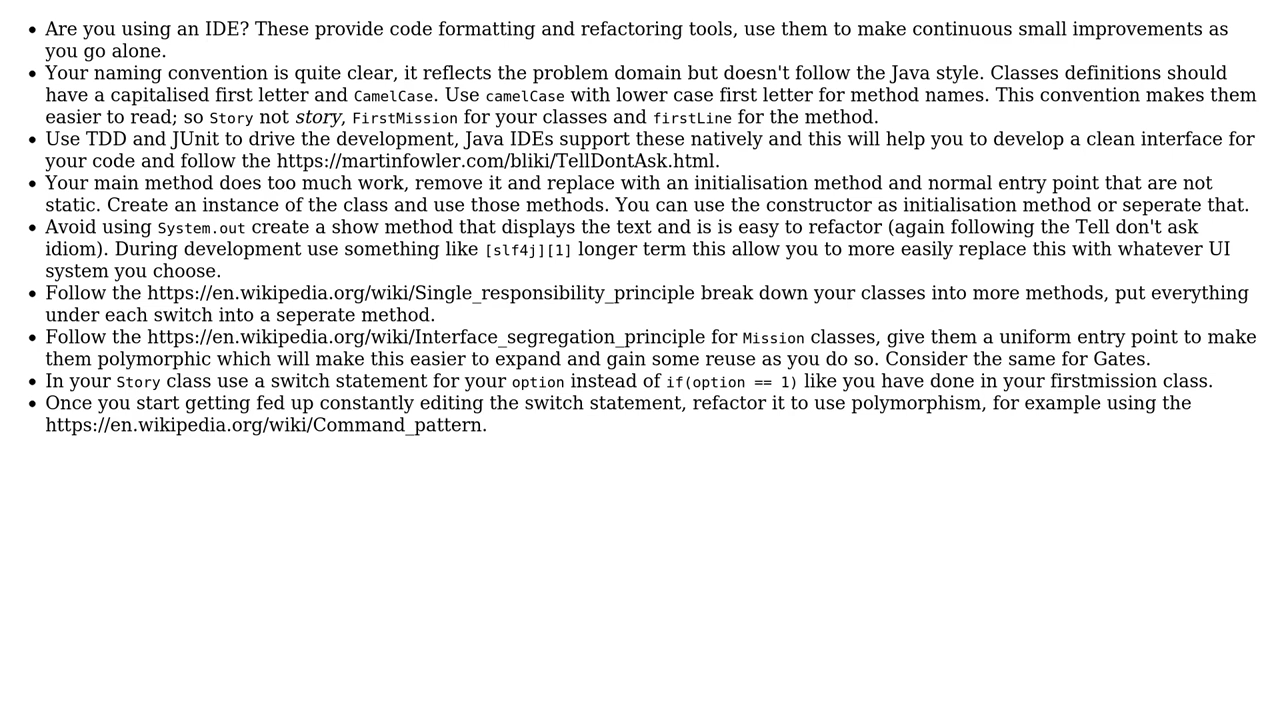 • Are you using an IDE? These provide code formatting and refactoring tools, use them to make continuous small improvements as
you go alone.
• Your naming convention is quite clear, it reflects the problem domain but doesn't follow the Java style. Classes definitions should
have a capitalised first letter and CamelCase. Use camelCase with lower case first letter for method names. This convention makes them
easier to read; so Story not story, FirstMission for your classes and firstLine for the method.
• Use TDD and JUnit to drive the development, Java IDEs support these natively and this will help you to develop a clean interface for
your code and follow the https://martinfowler.com/bliki/TellDontAsk.html.
• Your main method does too much work, remove it and replace with an initialisation method and normal entry point that are not
static. Create an instance of the class and use those methods. You can use the constructor as initialisation method or seperate that.
• Avoid using System.out create a show method that displays the text and is is easy to refactor (again following the Tell don't ask
idiom). During development use something like [slf4j][1] longer term this allow you to more easily replace this with whatever UI
system you choose.
• Follow the https://en.wikipedia.org/wiki/Single_responsibility_principle break down your classes into more methods, put everything
under each switch into a seperate method.
• Follow the https://en.wikipedia.org/wiki/Interface_segregation_principle for Mission classes, give them a uniform entry point to make
them polymorphic which will make this easier to expand and gain some reuse as you do so. Consider the same for Gates.
• In your Story class use a switch statement for your option instead of if(option == 1) like you have done in your firstmission class.
• Once you start getting fed up constantly editing the switch statement, refactor it to use polymorphism, for example using the
https://en.wikipedia.org/wiki/Command_pattern.